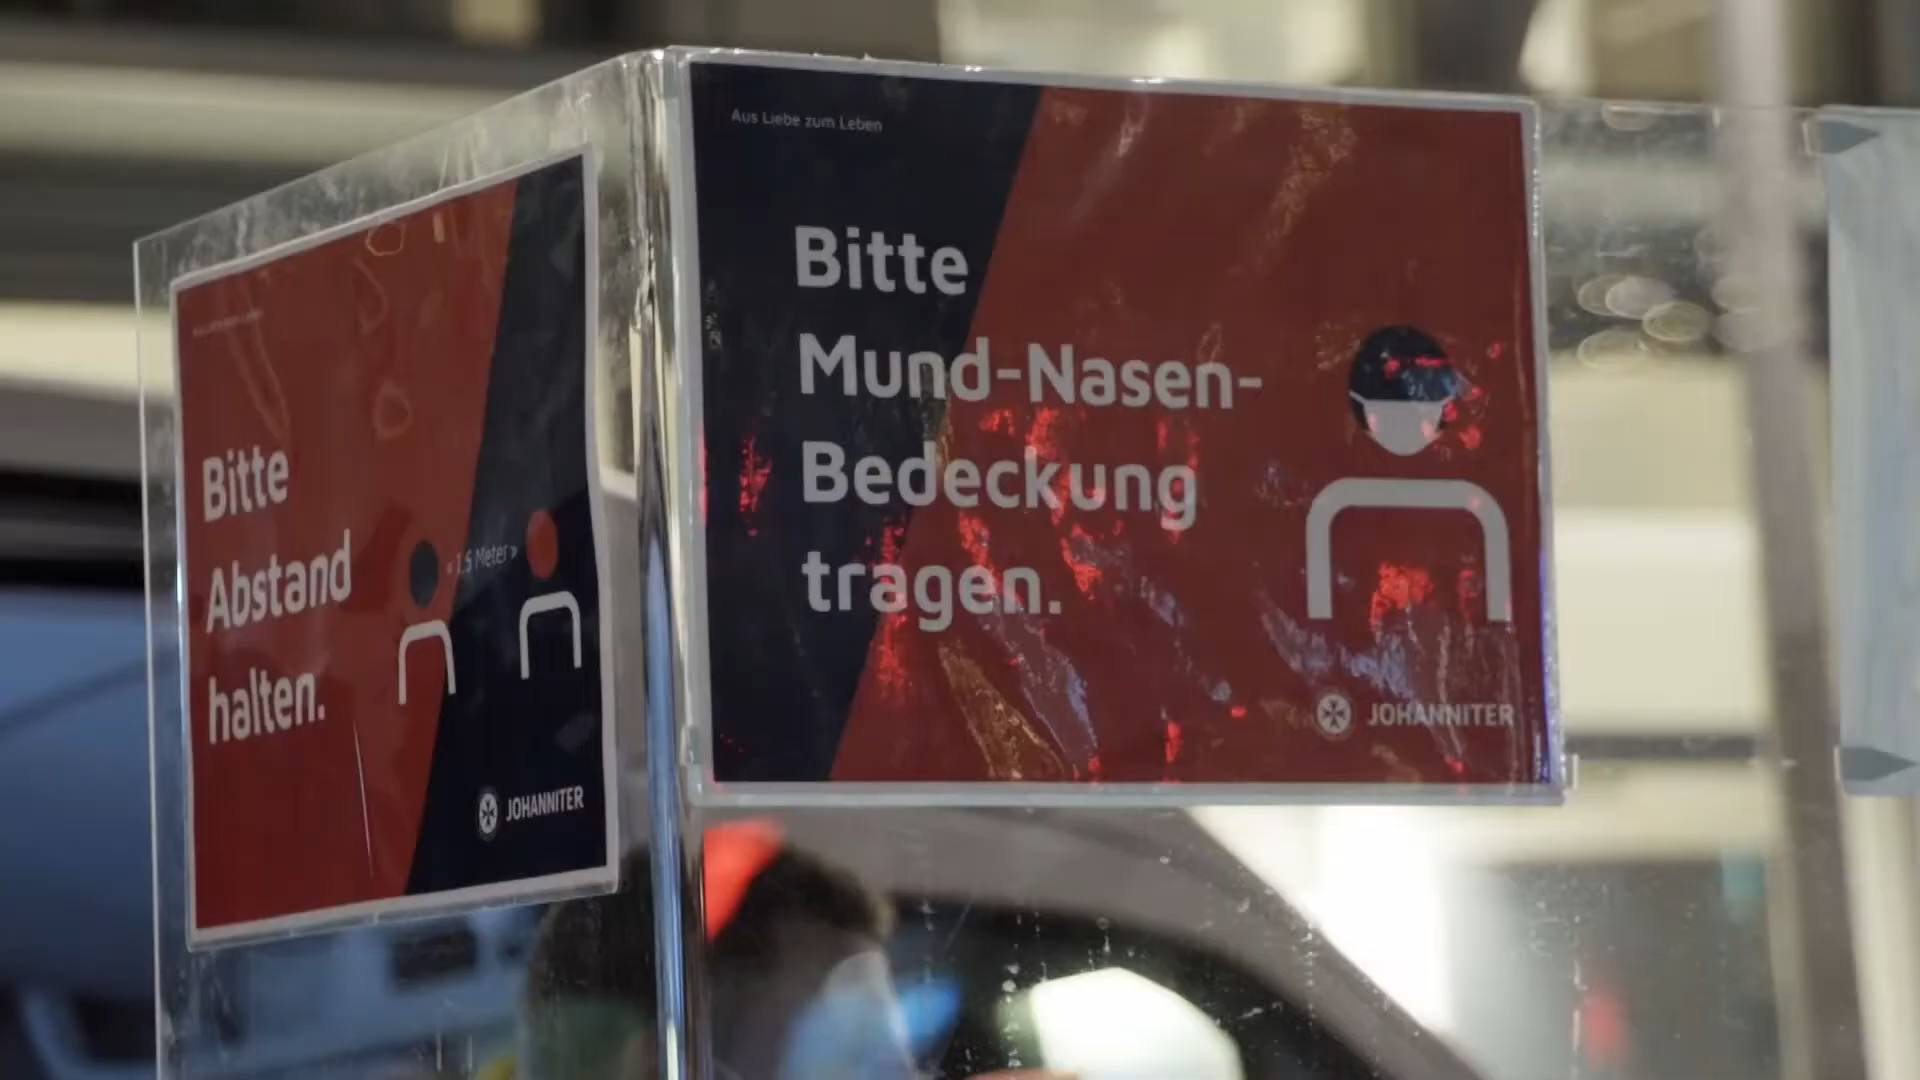 Bitte
Abstand
halten.
« 1,5 Meter »
JOHANNITER
Aus Liebe zum Leben
Bitte
Mund-Nasen-
Bedeckung
tragen.
JOHANNITER